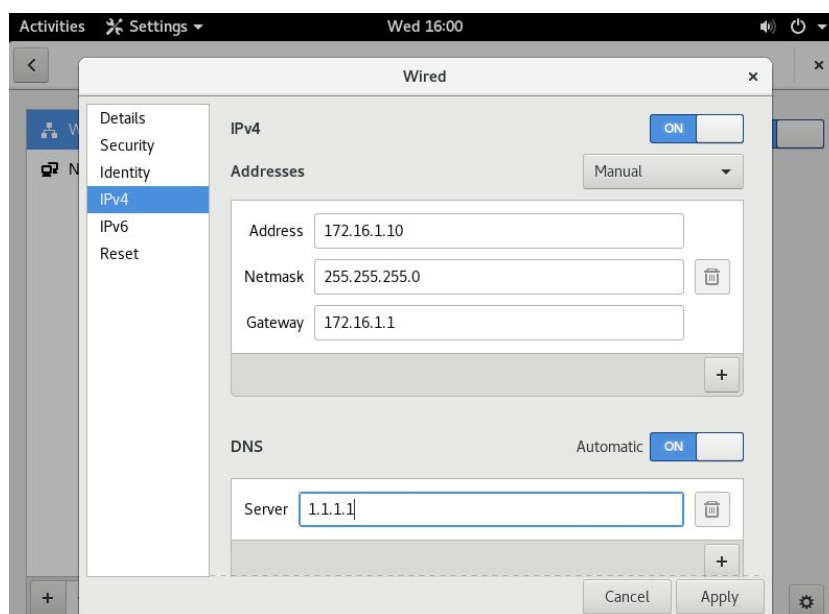 Activities Settings Wed 16:00
Wired
W
N
Details
Security
Identity
IPv4
IPv6
Reset
IPv4 ON
Addresses Manual
Address 172.16.1.10
Netmask 255.255.255.0
Gateway 172.16.1.1
+
DNS Automatic ON
Server 1.1.1.1
+
+
Cancel Apply